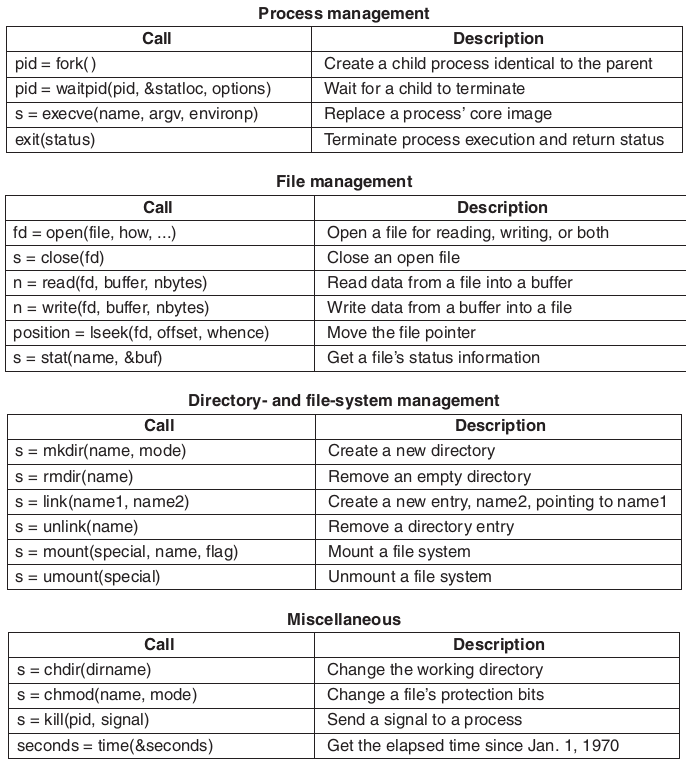 Process management
Call Description
pid = fork( ) Create a child process identical to the parent
pid = waitpid(pid, &statloc, options) Wait for a child to terminate
s = execve(name, argv, environp) Replace a process’ core image
exit(status) Terminate process execution and return status
File management
Call Description
fd = open(file, how, ...) Open a file for reading, writing, or both
s = close(fd) Close an open file
n = read(fd, buffer, nbytes) Read data from a file into a buffer
n = write(fd, buffer, nbytes) Write data from a buffer into a file
position = lseek(fd, offset, whence) Move the file pointer
s = stat(name, &buf) Get a file’s status information
Directory- and file-system management
Call Description
s = mkdir(name, mode) Create a new directory
s = rmdir(name) Remove an empty directory
s = link(name1, name2) Create a new entry, name2, pointing to name1
s = unlink(name) Remove a directory entry
s = mount(special, name, flag) Mount a file system
s = umount(special) Unmount a file system
Miscellaneous
Call Description
s = chdir(dirname) Change the working directory
s = chmod(name, mode) Change a file’s protection bits
s = kill(pid, signal) Send a signal to a process
seconds = time(&seconds) Get the elapsed time since Jan. 1, 1970